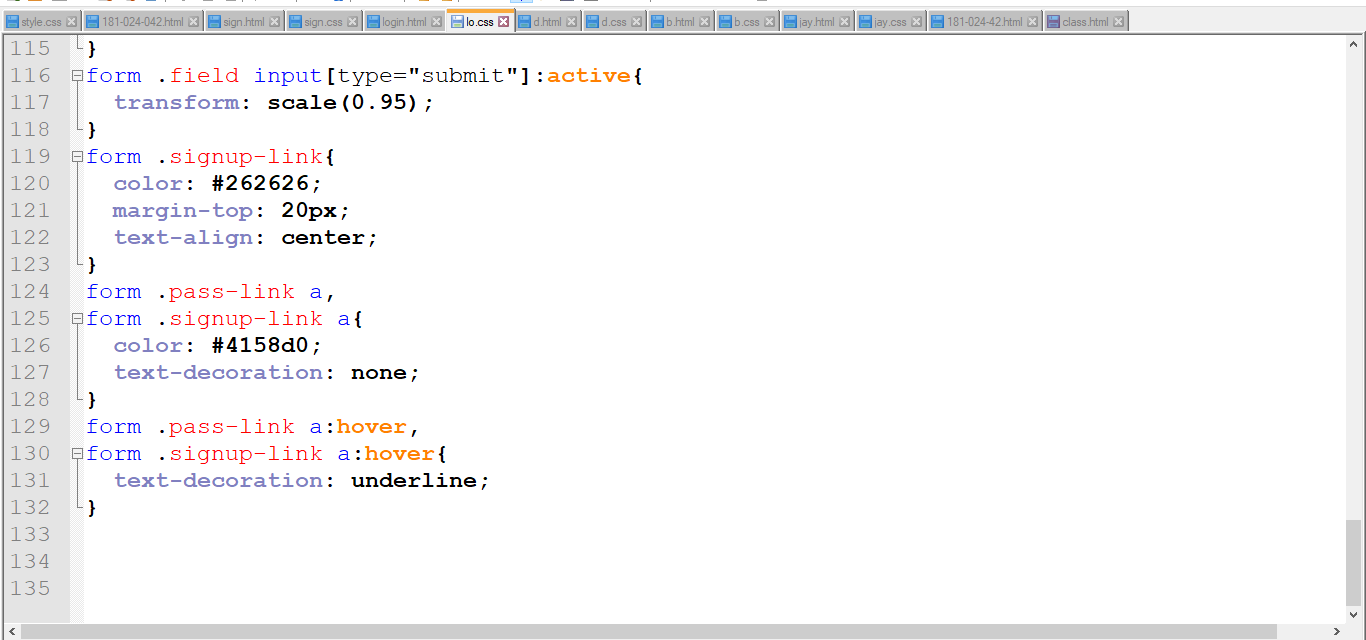 style.css 181-024-042.html sign.html sign.css login.html lo.css d.html d.css b.html b.css jay.html jay.css 181-024-42.html class.html
115 }
116 form .field input[type="submit"]:active{
117 transform: scale(0.95);
118 }
119 form .signup-link{
120 color: #262626;
121 margin-top: 20px;
122 text-align: center;
123 }
124 form .pass-link a,
125 form .signup-link a{
126 color: #4158d0;
127 text-decoration: none;
128 }
129 form .pass-link a:hover,
130 form .signup-link a:hover{
131 text-decoration: underline;
132 }
133
134
135